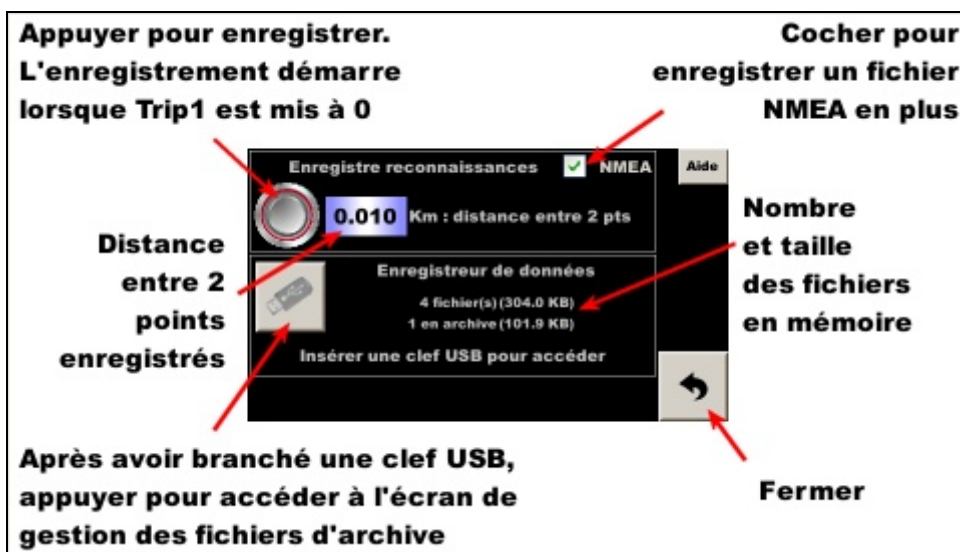 Appuyer pour enregistrer.
L'enregistrement démarre
lorsque Trip1 est mis à 0
Cocher pour
enregistrer un fichier
NMEA en plus
Enregistre reconnaissances
NMEA
Aide
0.010 Km : distance entre 2 pts
Distance
entre 2
points
enregistrés
Enregistreur de données
4 fichier(s) (304.0 KB)
1 en archive (101.9 KB)
Insérer une clef USB pour accéder
Nombre
et taille
des fichiers
en mémoire
Après avoir branché une clef USB,
appuyer pour accéder à l'écran de
gestion des fichiers d'archive
Fermer